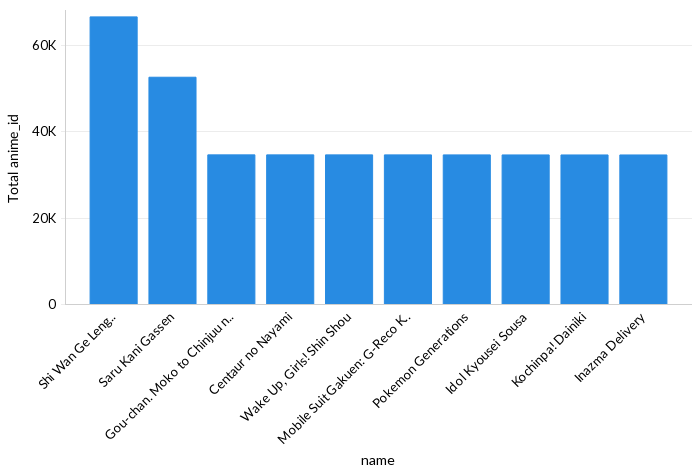 60K
40K
20K
0
Total anime_id
Shi Wan Ge Leng..
Saru Kani Gassen
Gou-chan. Moko to Chinjuu n..
Centaur no Nayami
Wake Up, Girls! Shin Shou
Mobile Suit Gakuen: G-Reco K..
Pokemon Generations
Idol Kyousei Sousa
Kochinpa! Dainiki
Inazma Delivery
name